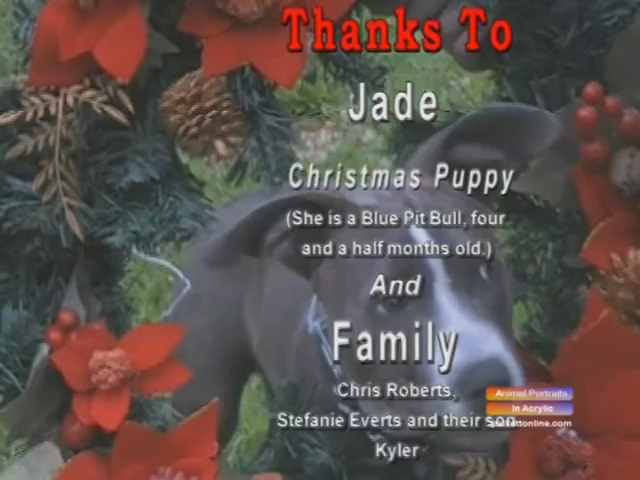 Thanks To
Jade
Christmas Puppy
(She is a Blue Pit Bull, four
and a half months old.)
And
Family
Chris Roberts,
Stefanie Everts and their son
Kyler
Animal Portraits
In Acrylic